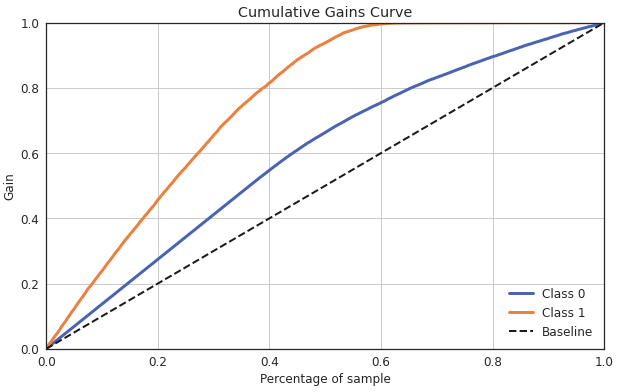 Cumulative Gains Curve
1.0
0.8
0.6
0.4
0.2
0.0
Gain
Class 0
Class 1
Baseline
0.0 0.2 0.4 0.6 0.8 1.0
Percentage of sample